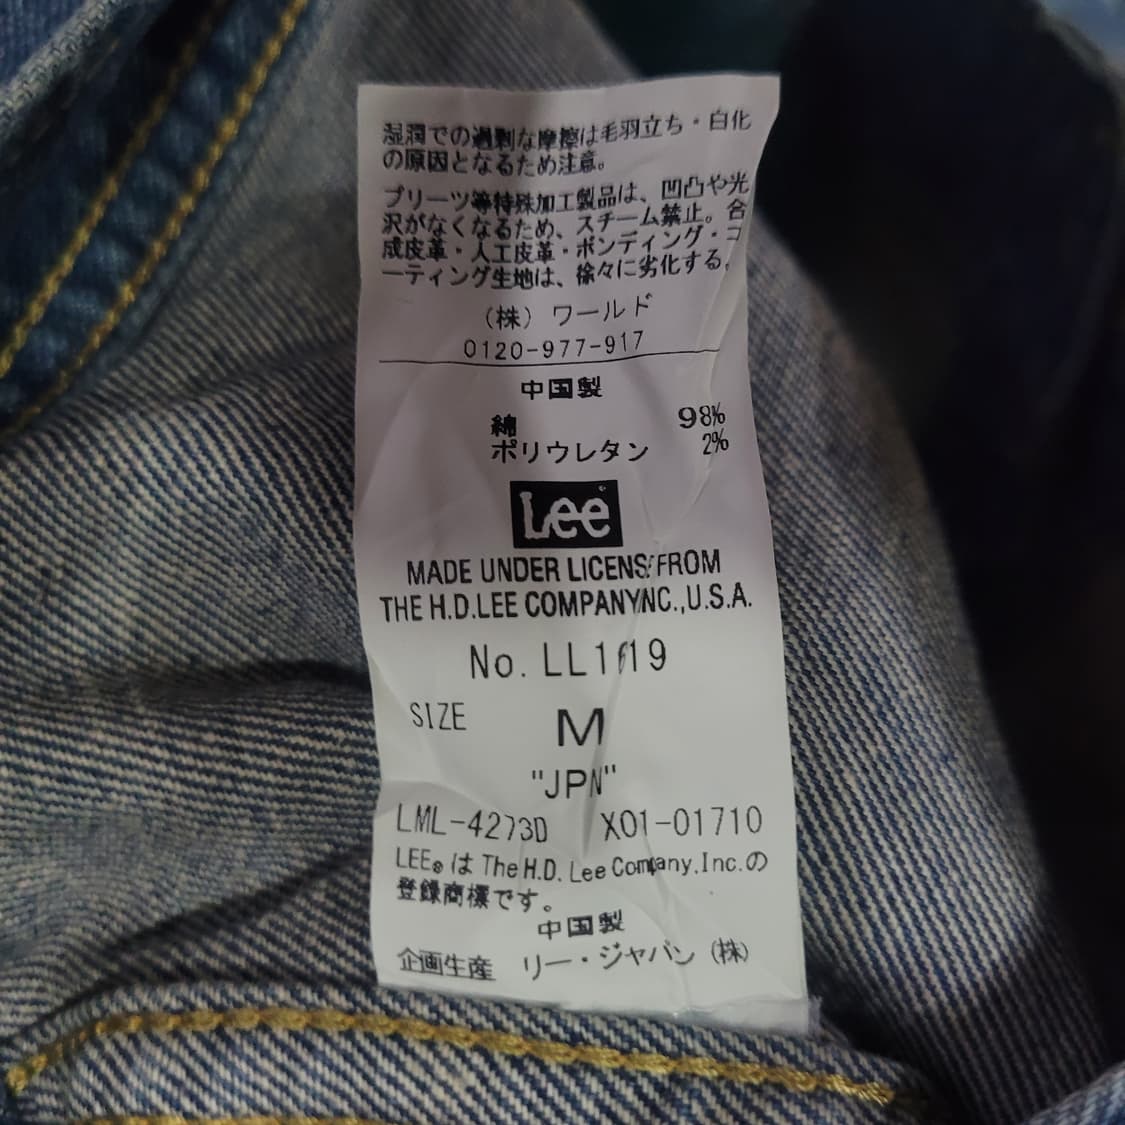 湿潤での過剰な摩擦は毛羽立ち・白化
の原因となるため注意。
プリーツ等特殊加工製品は、凹凸や光
沢がなくなるため、スチーム禁止。合
成皮革・人工皮革・ボンディング・コ
ーティング生地は、徐々に劣化する。
(株) ワールド
0120-977-917
中国製
綿 98%
ポリウレタン 2%
Lee
MADE UNDER FROM
THE H.D.LEE U.S.A.
No.
SIZE M
"JPN"
LML-4273D X01-01710
LEE® は The H.D. Lee Company,Inc.の
登録商標です。
中国製
企画生産 リー・ジャパン (株)